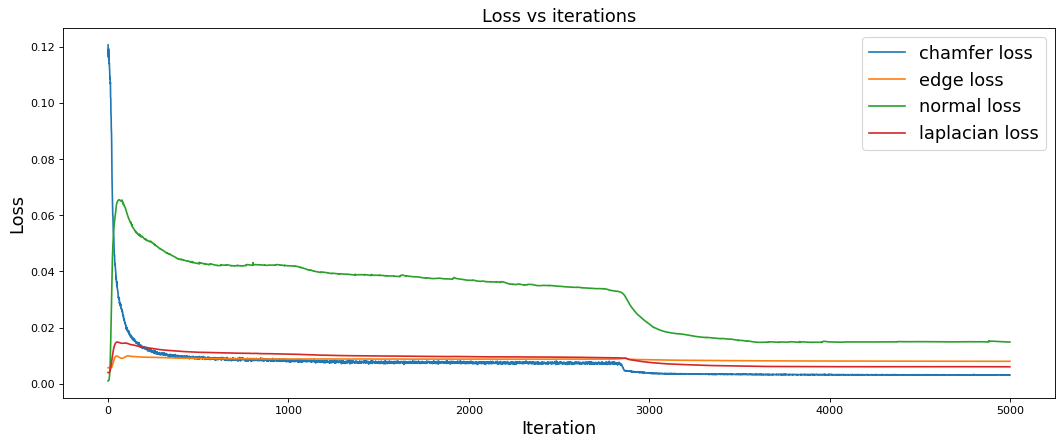 Loss vs iterations
chamfer loss
edge loss
normal loss
laplacian loss
Loss
0.12
0.10
0.08
0.06
0.04
0.02
0.00
0
1000
2000
3000
4000
5000
Iteration